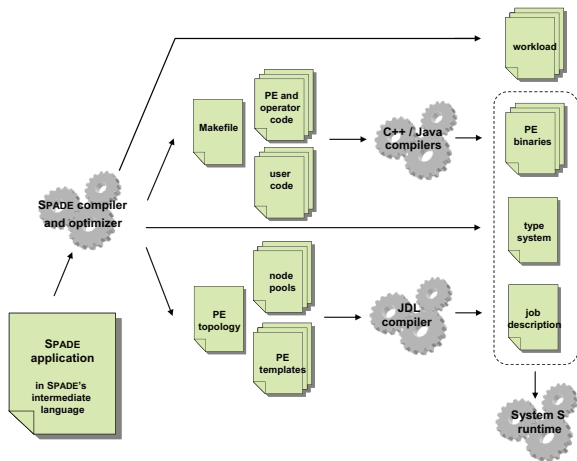 workload
PE and
operator
code
Makefile
C++ / Java
compilers
PE
binaries
user
code
SPADE compiler
and optimizer
type
system
node
pools
PE
topology
JDL
compiler
job
description
PE
templates
SPADE
application
in SPADE's
intermediate
language
System S
runtime